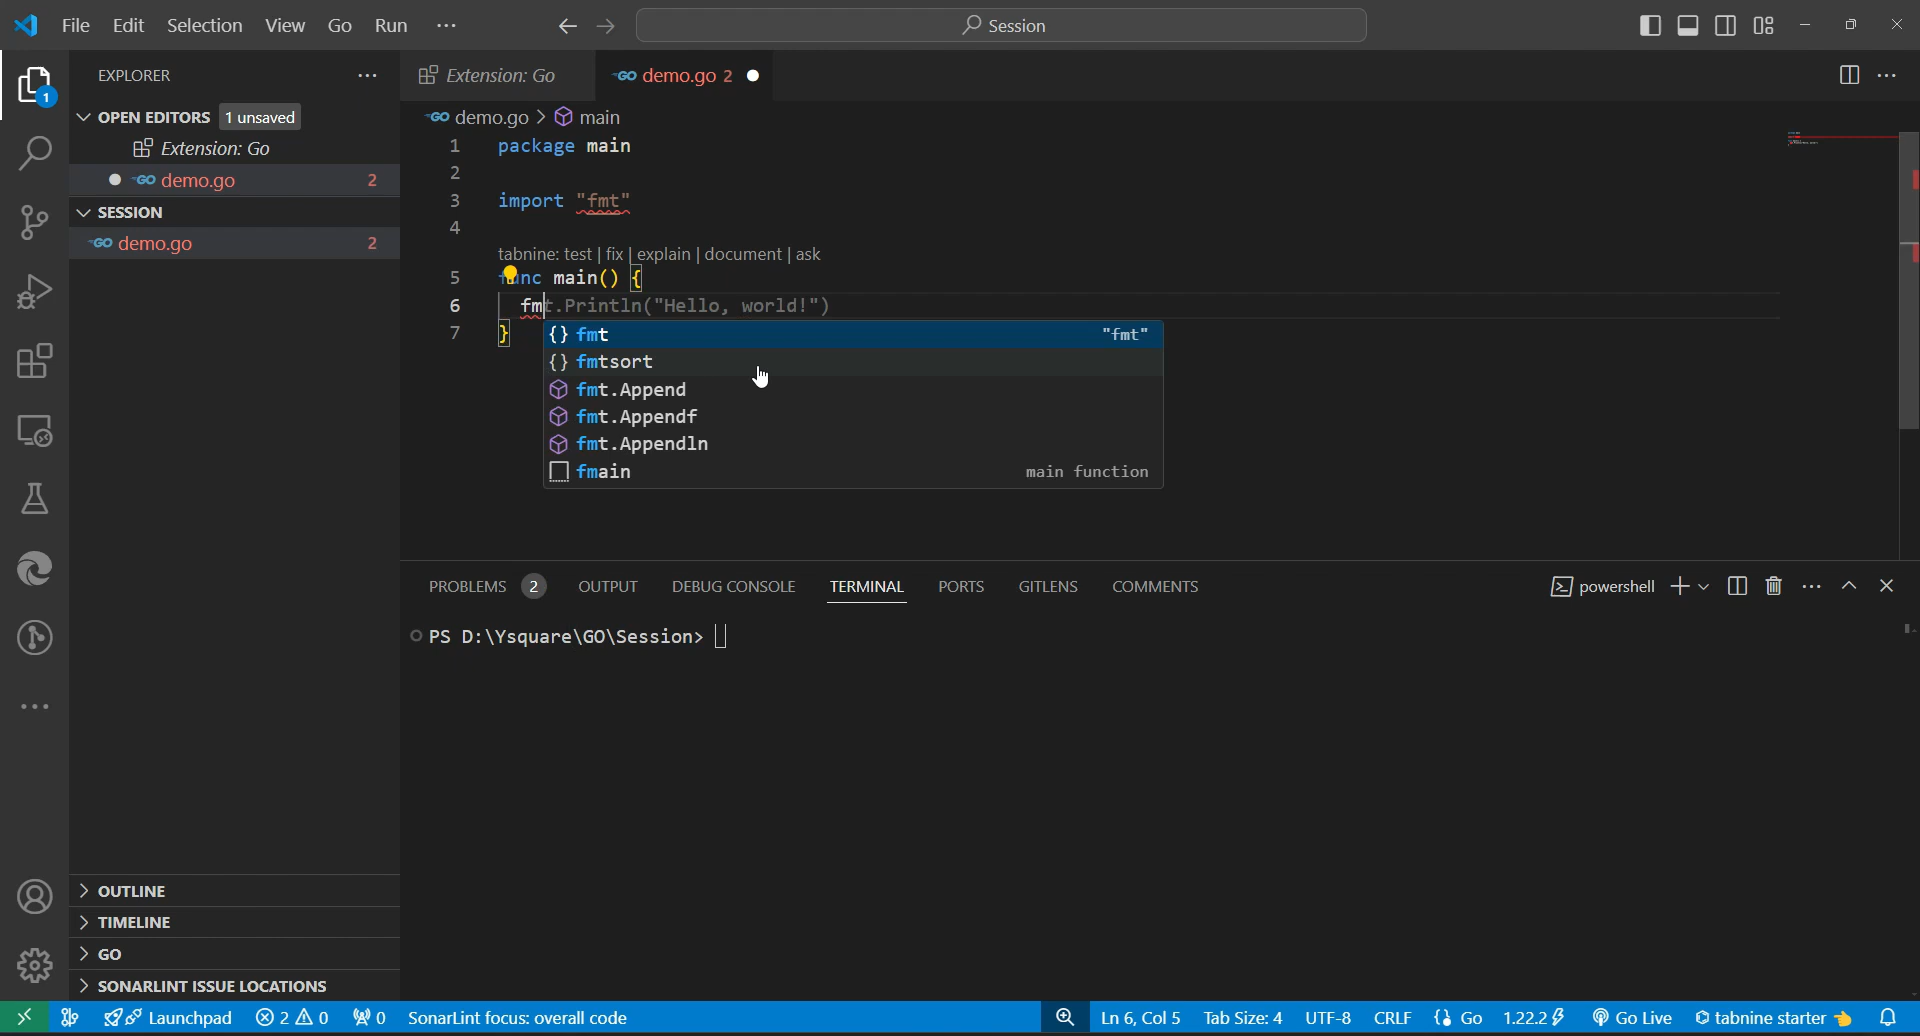 File Edit Selection View Go Run ··· Session
EXPLORER ···
OPEN EDITORS 1 unsaved
Extension: Go
demo.go 2
SESSION
demo.go 2
OUTLINE
TIMELINE
GO
SONARLINT ISSUE LOCATIONS
Extension: Go demo.go 2
demo.go > main
1 package main
2
3 import "fmt"
4
tabnine: test | fix | explain | document | ask
5 func main() {
6 fmt.Println("Hello, world!")
7 }
{} fmt "fmt"
{} fmtsort
fmt.Append
fmt.Appendf
fmt.Appendln
fmain main function
PROBLEMS 2 OUTPUT DEBUG CONSOLE TERMINAL PORTS GITLENS COMMENTS powershell
PS D:\Ysquare\GO\Session>
1
Launchpad 2 0 0 SonarLint focus: overall code Ln 6, Col 5 Tab Size: 4 UTF-8 CRLF {} Go 1.22.2 Go Live tabnine starter